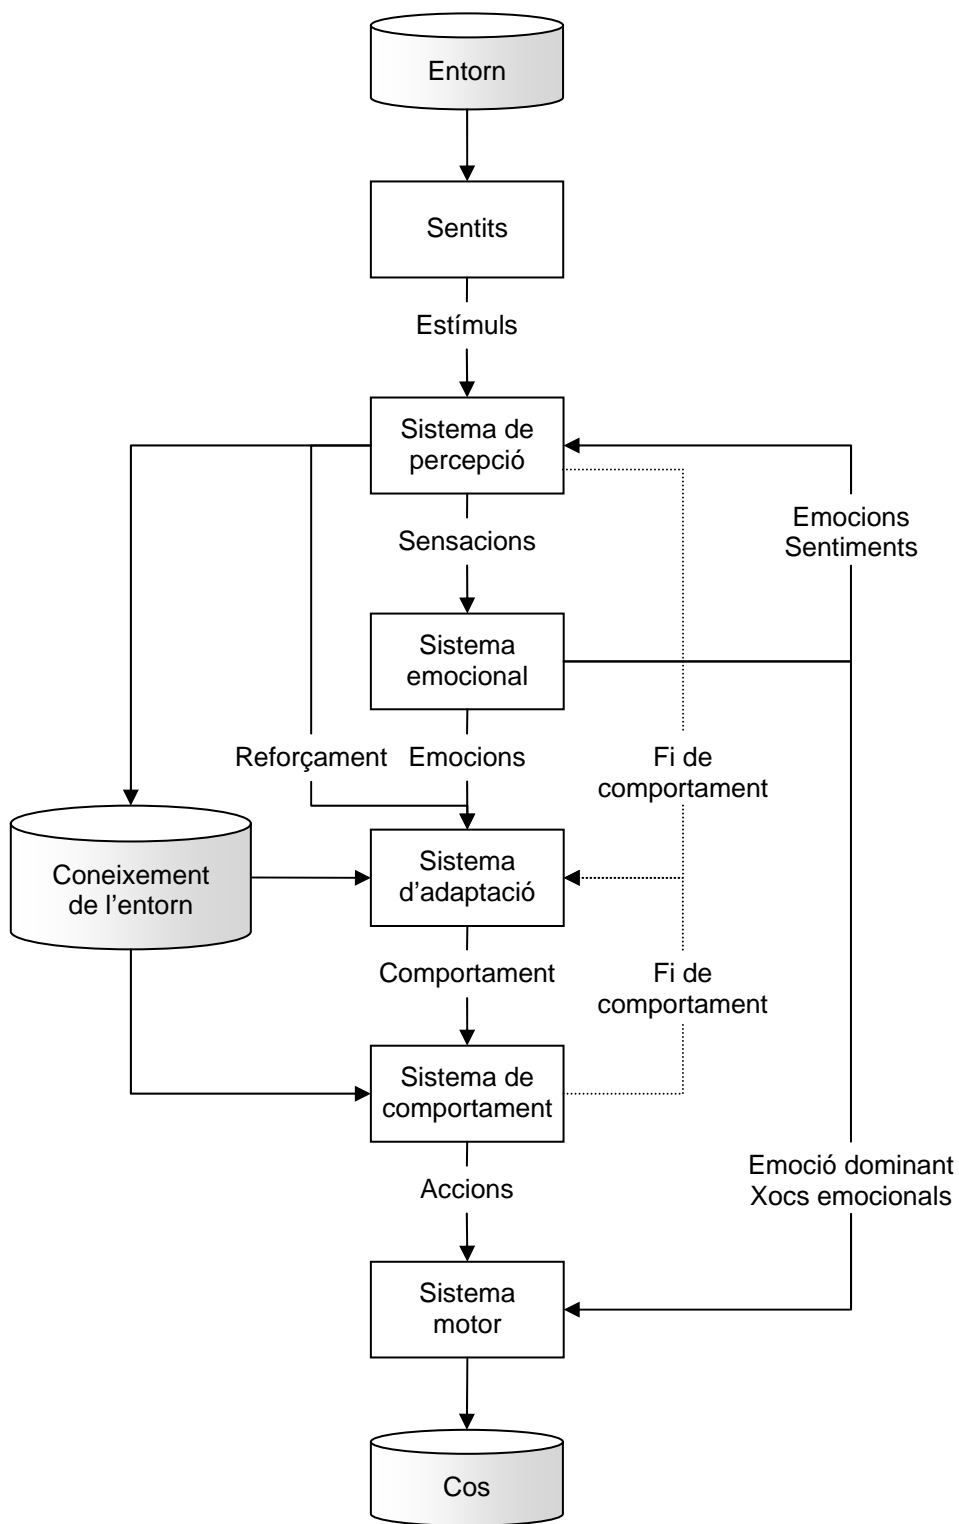 Entorn
Sentits
Estímuls
Sistema de
percepció
Emocions
Sentiments
Sensacions
Sistema
emocional
Reforçament
Emocions
Fi de
comportament
Coneixement
de l'entorn
Sistema
d'adaptació
Comportament
Fi de
comportament
Sistema de
comportament
Emoció dominant
Xocs emocionals
Accions
Sistema
motor
Cos